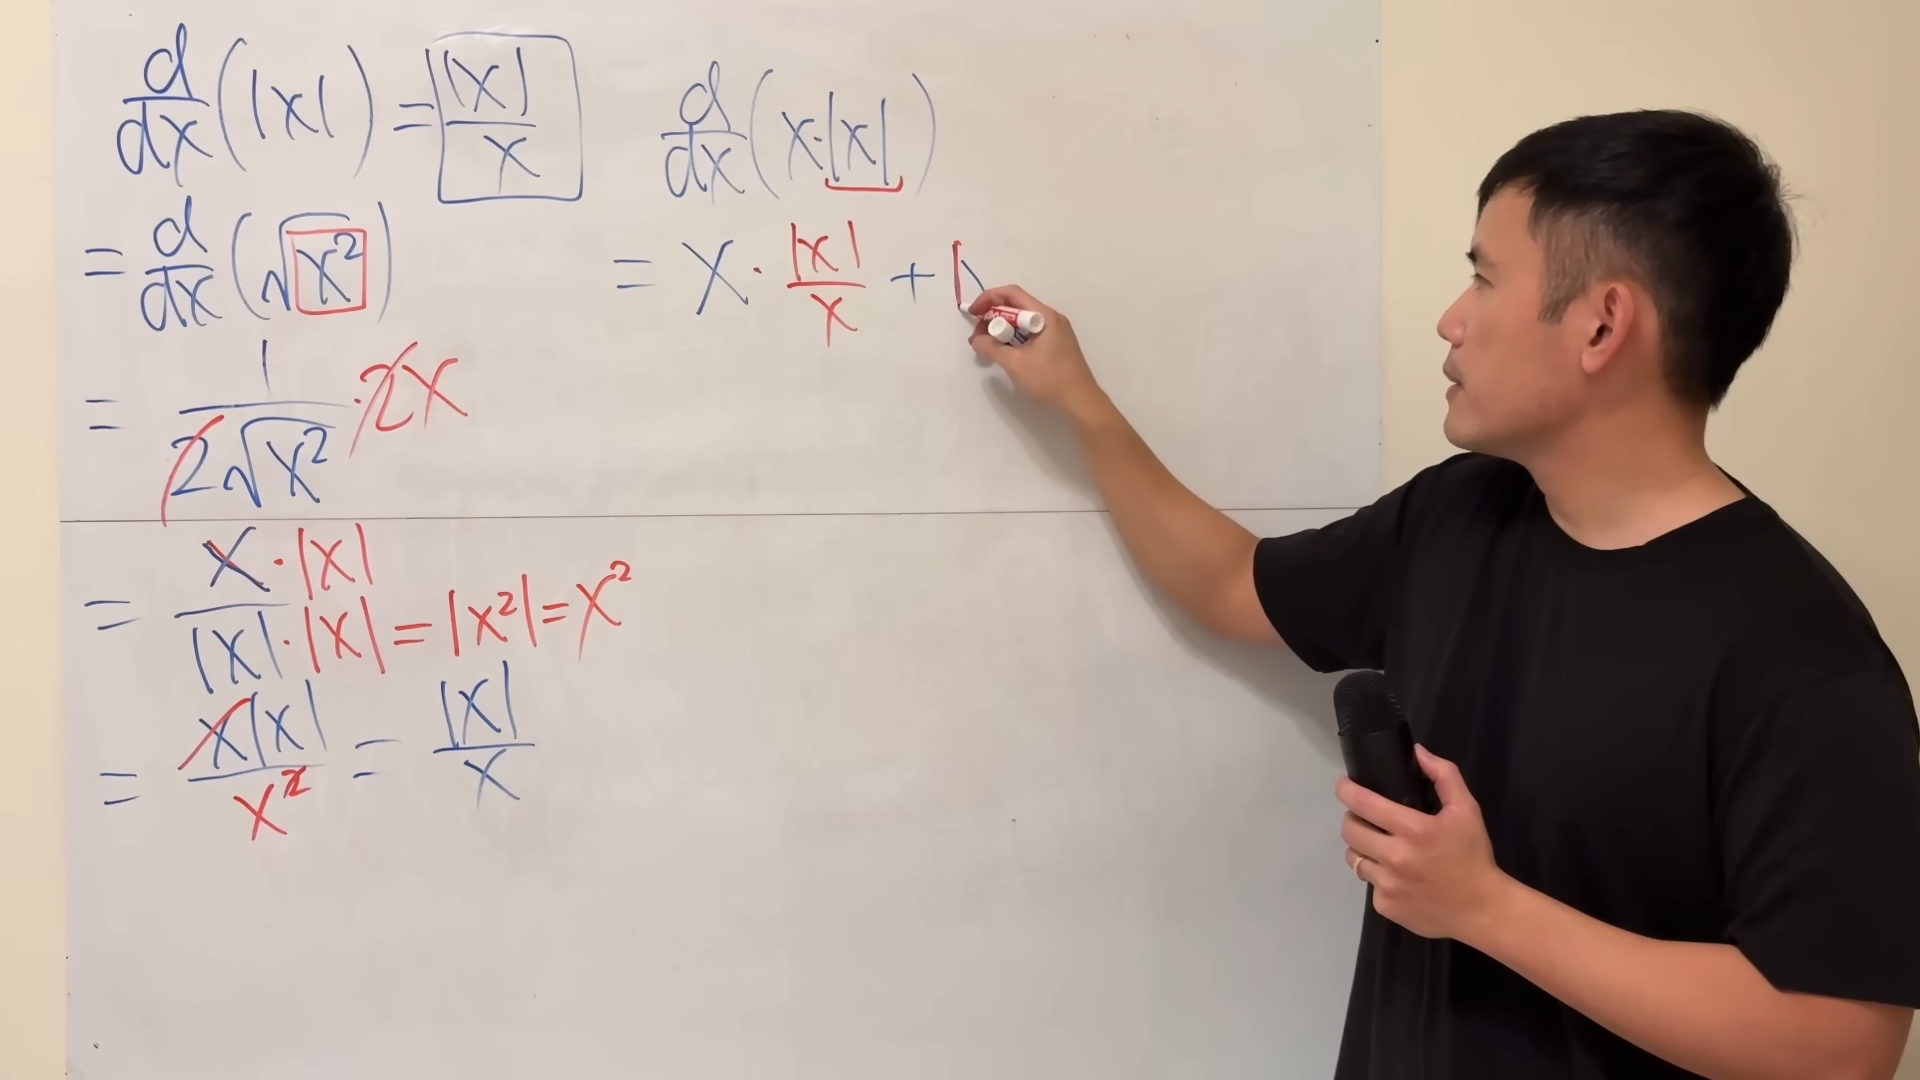 d/dx (|x|) = |x|/x
= d/dx (√x²)
= 1/(2√x²) · 2x
= x · |x| / |x| · |x| = |x²| = x²
= x|x|/x² = |x|/x
d/dx (x·|x|)
= x · |x|/x + |